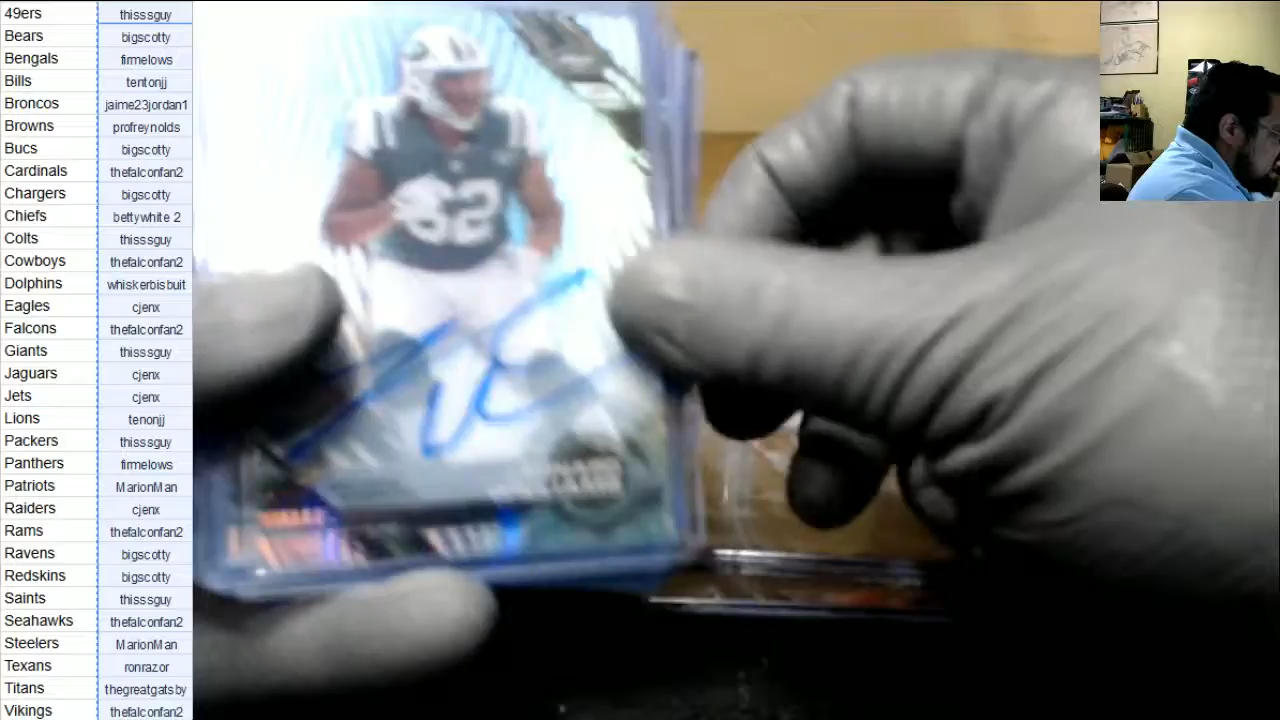 49ers thisssguy
Bears bigscotty
Bengals firmelows
Bills tentonjj
Broncos jaime23jordan1
Browns profreynolds
Bucs bigscotty
Cardinals thefalconfan2
Chargers bigscotty
Chiefs bettywhite 2
Colts thisssguy
Cowboys thefalconfan2
Dolphins whiskerbisbuit
Eagles cjenx
Falcons thefalconfan2
Giants thisssguy
Jaguars cjenx
Jets cjenx
Lions tenonjj
Packers thisssguy
Panthers firmelows
Patriots MarionMan
Raiders cjenx
Rams thefalconfan2
Ravens bigscotty
Redskins bigscotty
Saints thisssguy
Seahawks thefalconfan2
Steelers MarionMan
Texans ronrazor
Titans thegreatgatsby
Vikings thefalconfan2
62